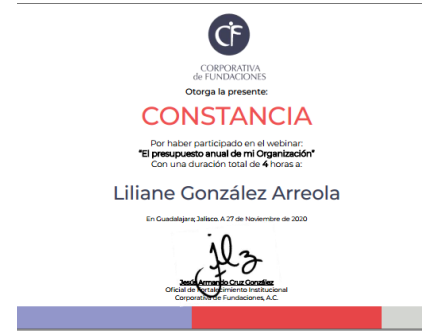 CF
CORPORATIVA
de FUNDACIONES
Otorga la presente:
CONSTANCIA
Por haber participado en el webinar:
"El presupuesto anual de mi Organización"
Con una duración total de 4 horas a:
Liliane González Arreola
En Guadalajara; Jalisco. A 27 de Noviembre de 2020
Jesús Armando Cruz González
Oficial de Fortalecimiento Institucional
Corporativa de Fundaciones, A.C.